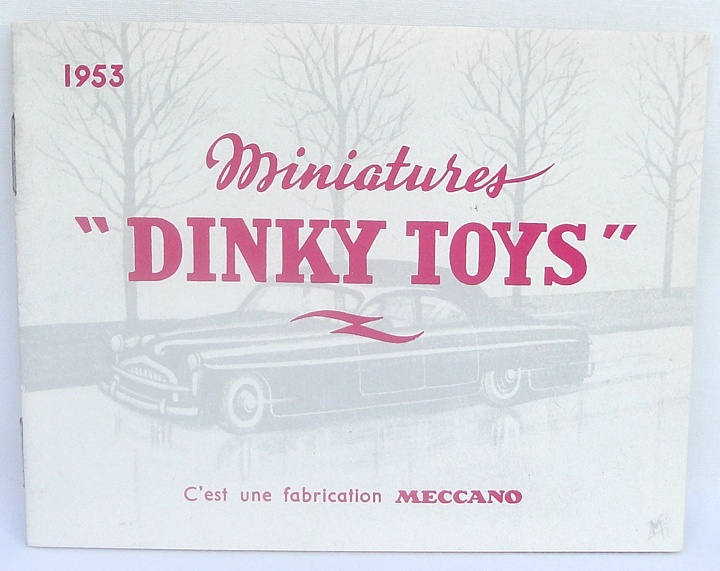 1953
Miniatures
"DINKY TOYS"
C'est une fabrication MECCANO